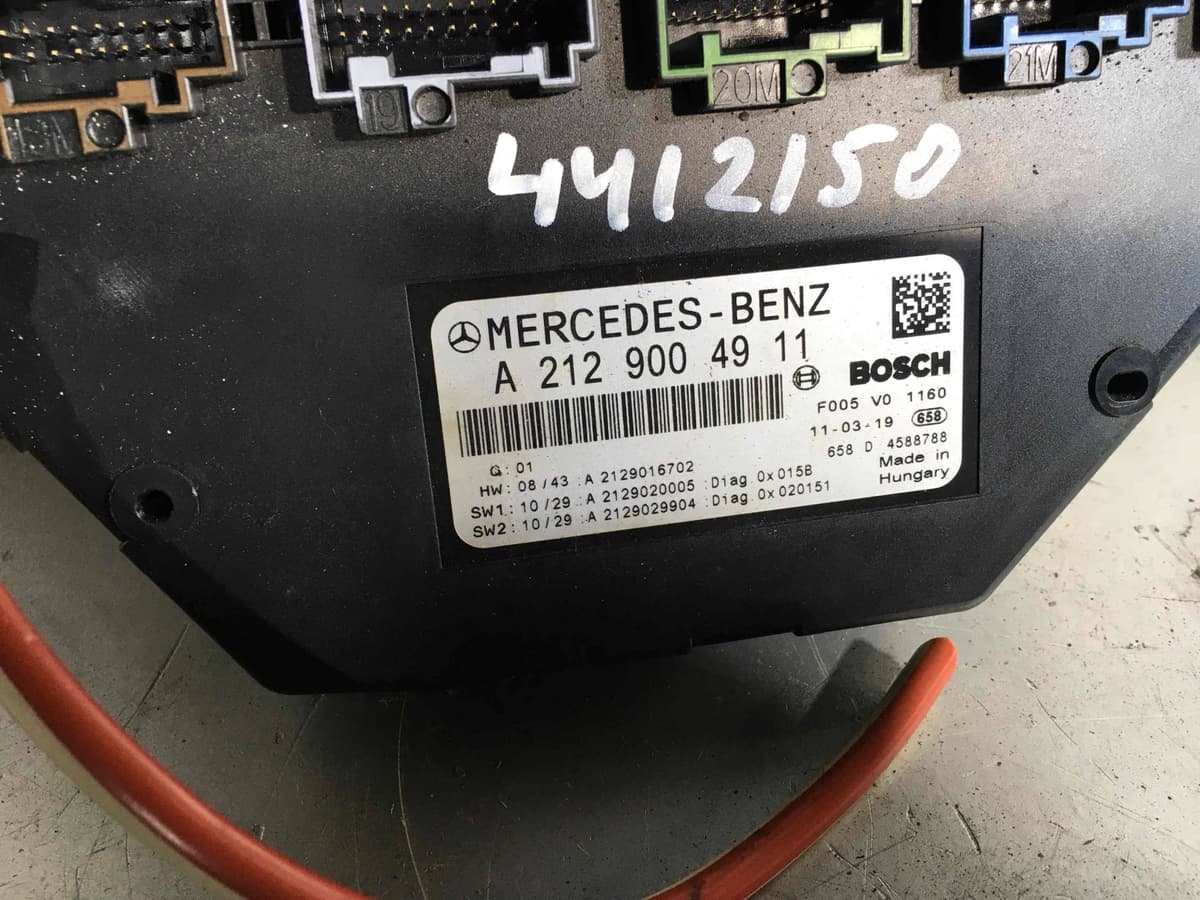 19
20M
21M
4412150
MERCEDES-BENZ
A 212 900 49 11
BOSCH
F005 V0 1160
11-03-19 658
658 D 4588788
Made in
Hungary
Q: 01
HW: 08/43 :A 2129016702
SW1: 10/29 :A 2129020005 :Diag.0x015B
SW2: 10/29 :A 2129029904 :Diag.0x020151